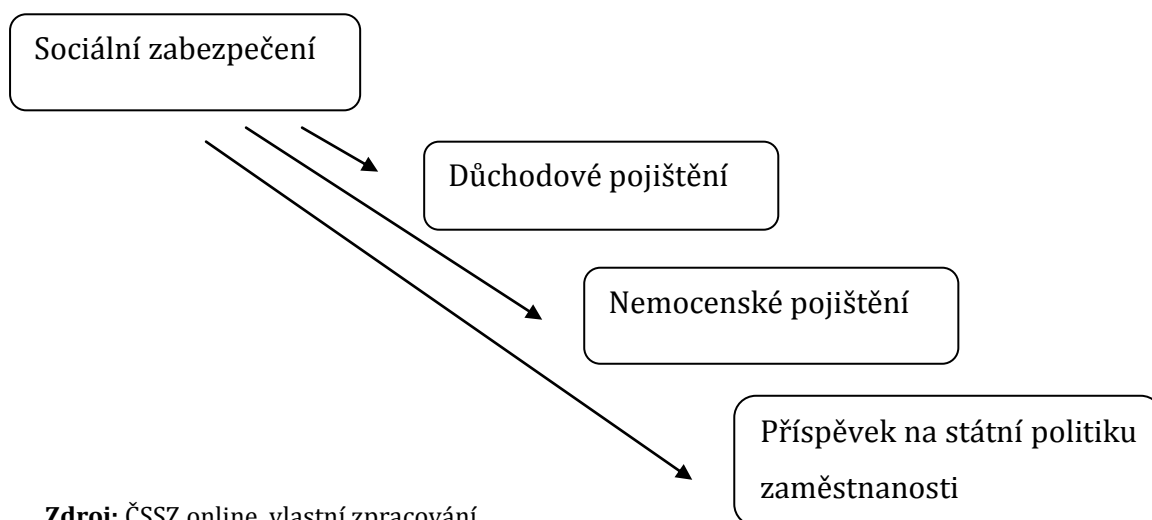 Sociální zabezpečení
Důchodové pojištění
Nemocenské pojištění
Příspěvek na státní politiku
zaměstnanosti
Zdroj: ČSSZ online, vlastní zpracování